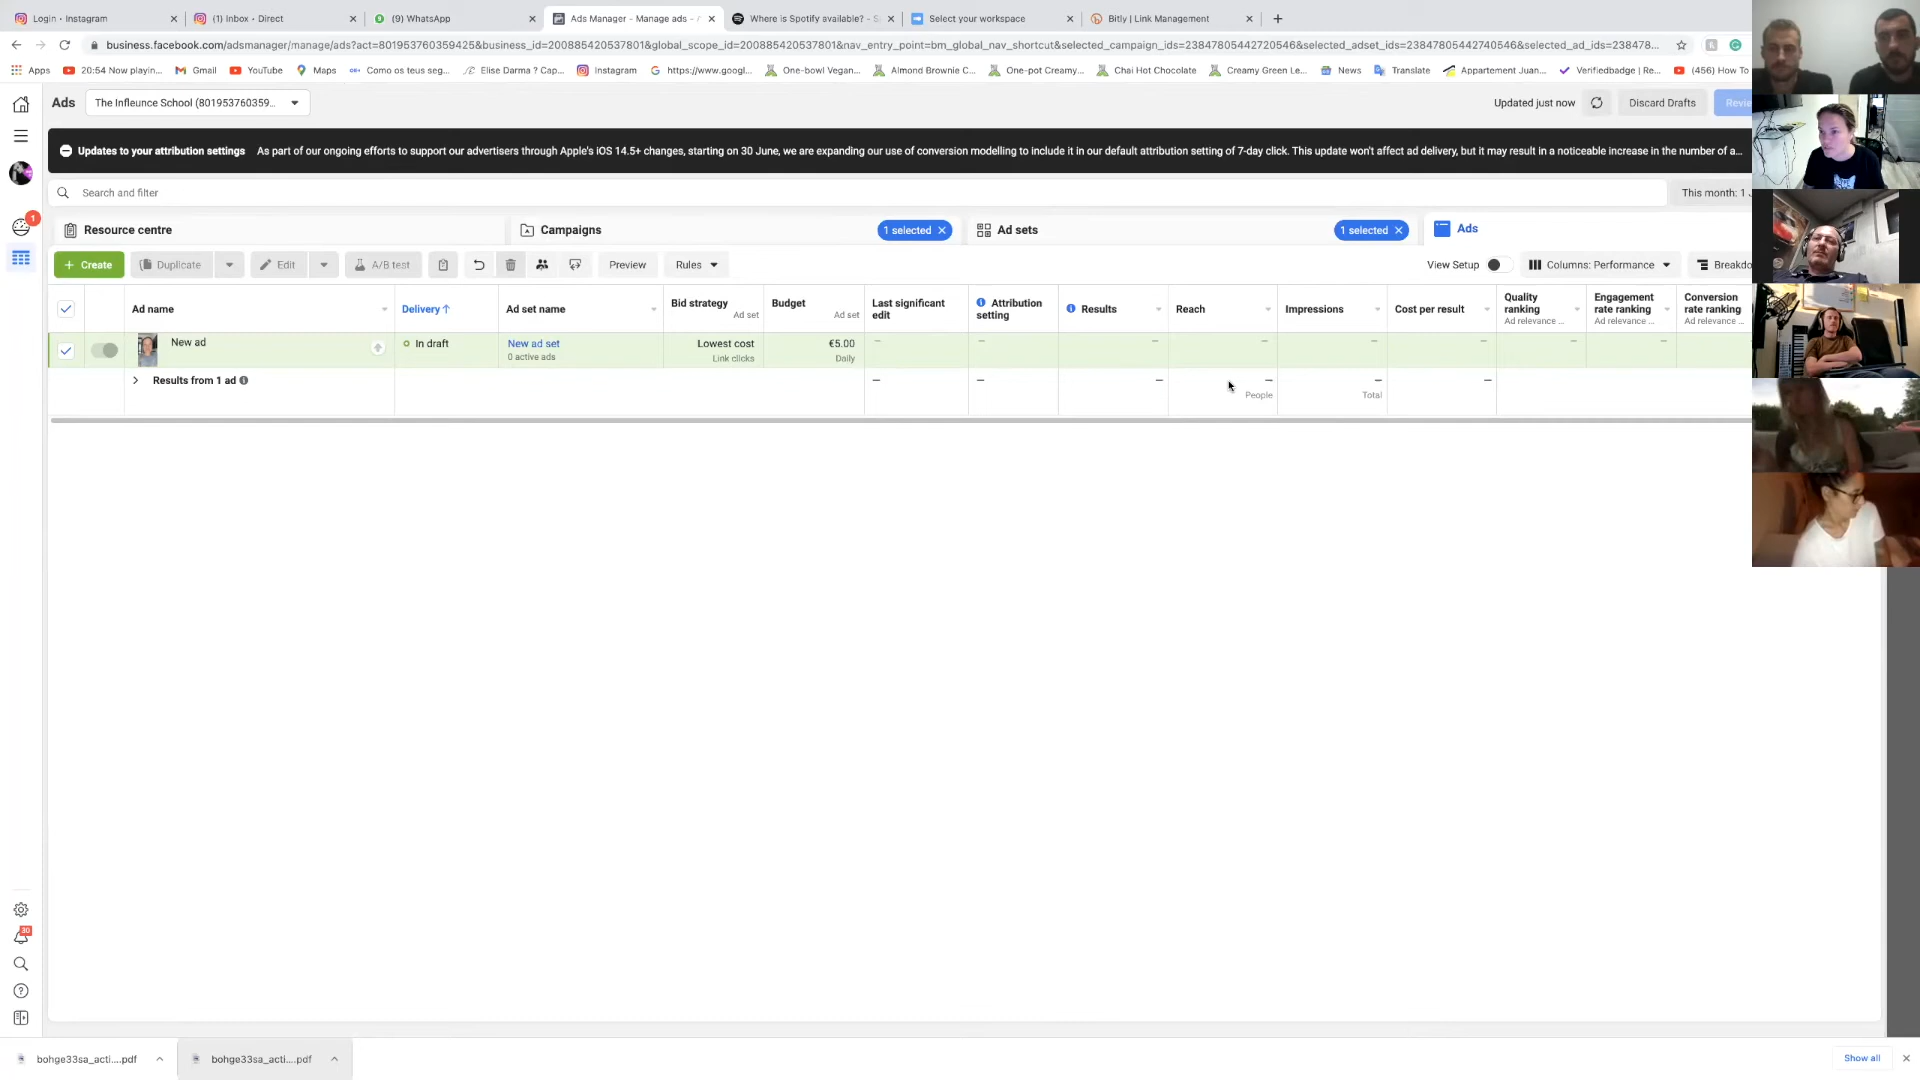 Login • Instagram
(1) Inbox • Direct
(9) WhatsApp
Ads Manager - Manage ads - A
Where is Spotify available? - S
Select your workspace
Bitly | Link Management
business.facebook.com/adsmanager/manage/ads?act=801953760359425&business_id=200885420537801&global_scope_id=200885420537801&nav_entry_point=bm_global_nav_shortcut&selected_campaign_ids=23847805442720546&selected_adset_ids=23847805442740546&selected_ad_ids=238478...
Apps
20:54 Now playin...
Gmail
YouTube
Maps
Como os teus seg...
Elise Darma ? Cap...
Instagram
https://www.googl...
One-bowl Vegan...
Almond Brownie C...
One-pot Creamy...
Chai Hot Chocolate
Creamy Green Le...
News
Translate
Appartement Juan...
Verifiedbadge | Re...
(456) How To
Ads
The Infleunce School (801953760359...
Updated just now
Discard Drafts
Revie
Updates to your attribution settings
As part of our ongoing efforts to support our advertisers through Apple's iOS 14.5+ changes, starting on 30 June, we are expanding our use of conversion modelling to include it in our default attribution setting of 7-day click. This update won't affect ad delivery, but it may result in a noticeable increase in the number of a...
Search and filter
This month: 1
1
Resource centre
Campaigns
1 selected
Ad sets
1 selected
Ads
Create
Duplicate
Edit
A/B test
Preview
Rules
View Setup
Columns: Performance
Breakdo
Ad name
Delivery ↑
Ad set name
Bid strategy
Ad set
Budget
Ad set
Last significant edit
Attribution setting
Results
Reach
Impressions
Cost per result
Quality ranking
Ad relevance ...
Engagement rate ranking
Ad relevance ...
Conversion rate ranking
Ad relevance ...
New ad
In draft
New ad set
0 active ads
Lowest cost
Link clicks
€5.00
Daily
— — — — — — — — —
Results from 1 ad
— — — — — —
People
Total
30
bohge33sa_acti....pdf
bohge33sa_acti....pdf
Show all